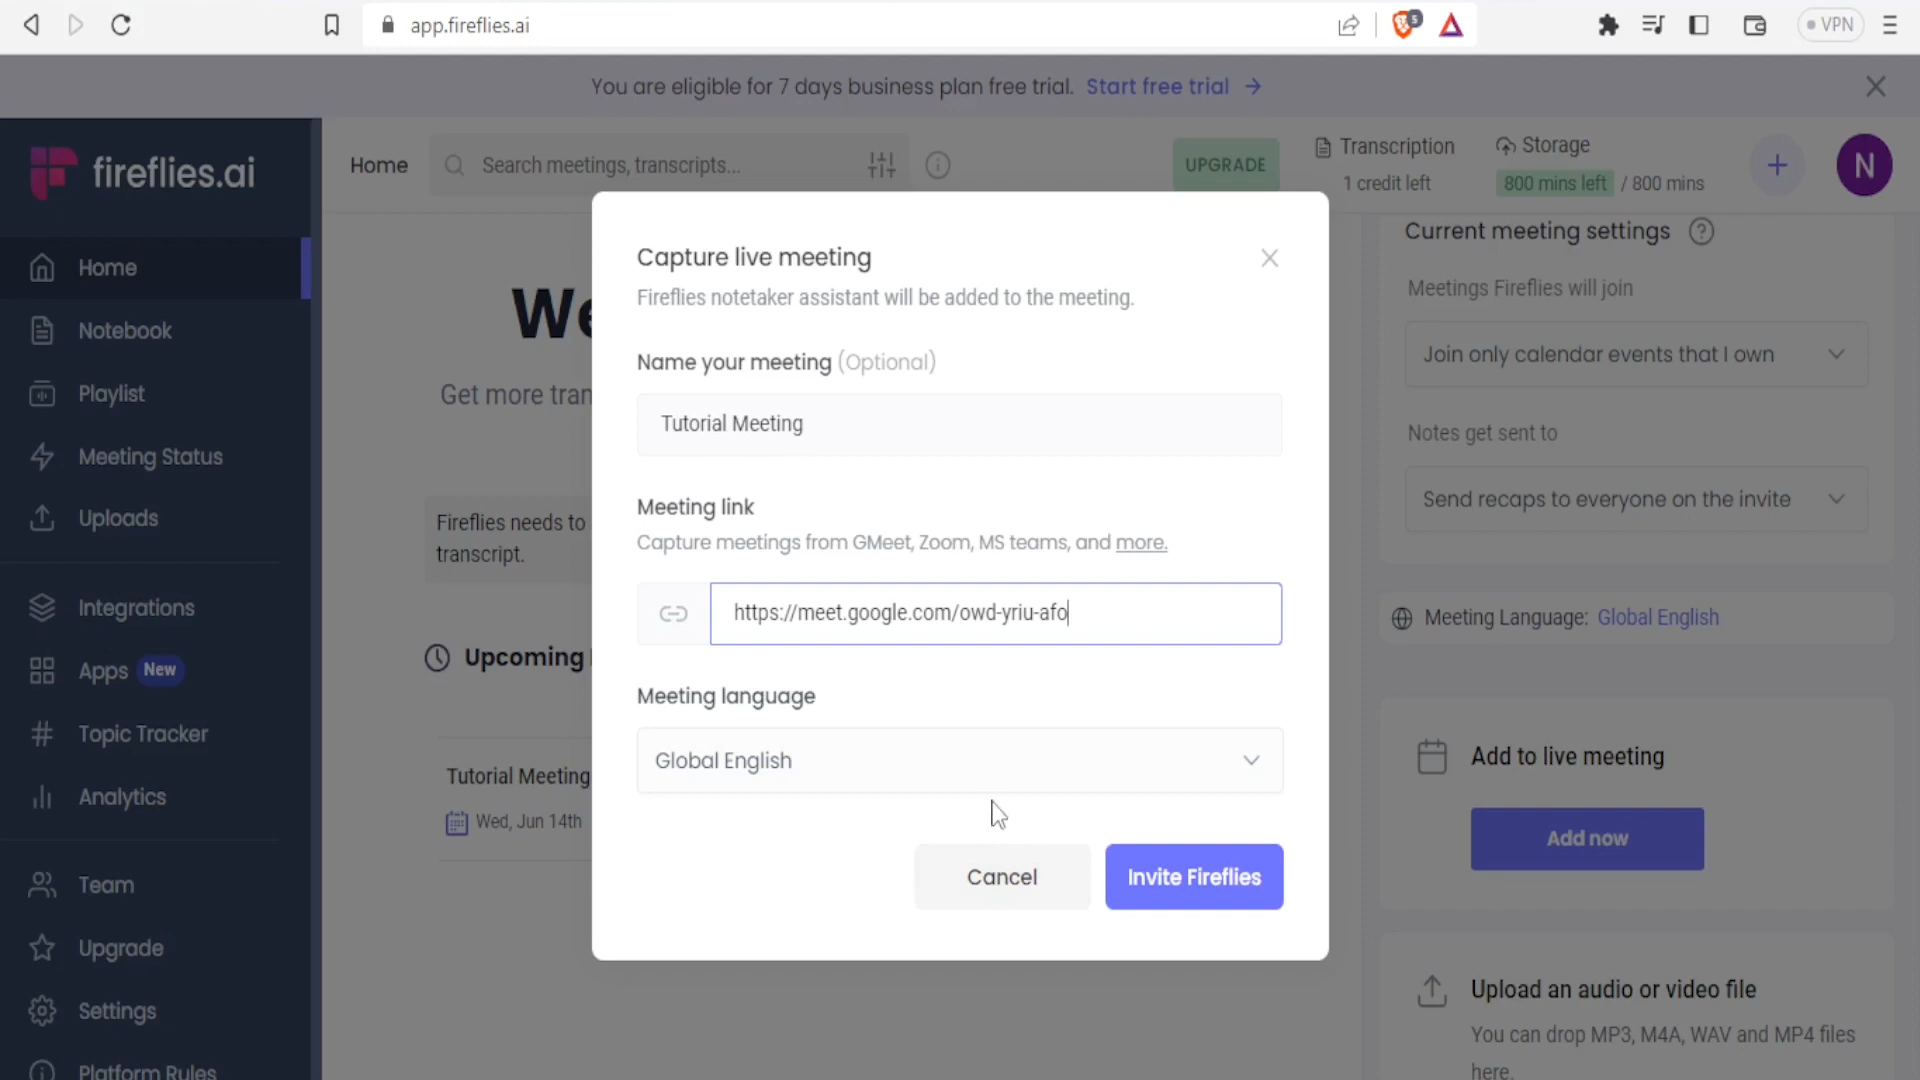 app.fireflies.ai
5
VPN
You are eligible for 7 days business plan free trial. Start free trial →
fireflies.ai
Home
Search meetings, transcripts...
UPGRADE
Transcription
1 credit left
Storage
800 mins left / 800 mins
N
Home
Notebook
Playlist
Meeting Status
Uploads
Integrations
Apps New
Topic Tracker
Analytics
Team
Upgrade
Settings
Platform Rules
We
Get more tran
Fireflies needs to
transcript.
Upcoming
Tutorial Meeting
Wed, Jun 14th
Capture live meeting
Fireflies notetaker assistant will be added to the meeting.
Name your meeting (Optional)
Tutorial Meeting
Meeting link
Capture meetings from GMeet, Zoom, MS teams, and more.
https://meet.google.com/owd-yriu-afo
Meeting language
Global English
Cancel
Invite Fireflies
Current meeting settings
Meetings Fireflies will join
Join only calendar events that I own
Notes get sent to
Send recaps to everyone on the invite
Meeting Language: Global English
Add to live meeting
Add now
Upload an audio or video file
You can drop MP3, M4A, WAV and MP4 files
here.